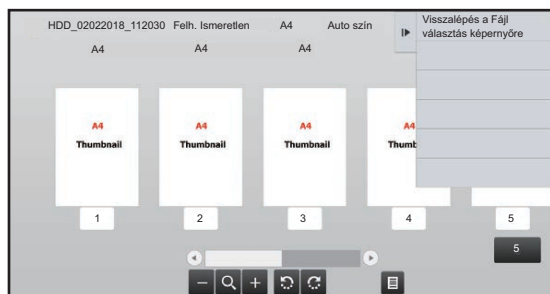 HDD_02022018_112030 Felh. Ismeretlen A4 Auto szín
A4 A4 A4
Visszalépés a Fájl
választás képernyőre
A4 A4 A4 A4
Thumbnail Thumbnail Thumbnail Thumb
1 2 3 4 5
5